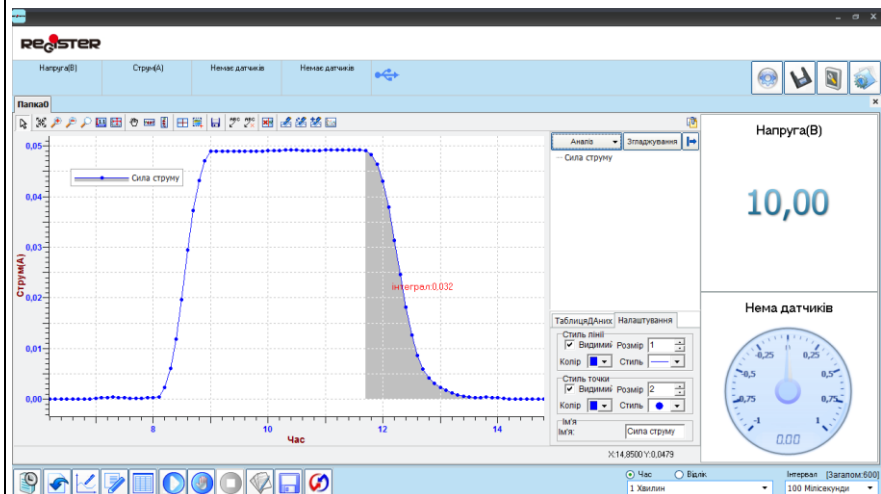 REGISTER
Напруга(В) Струм(А) Немає датчиків Немає датчиків
Папка0
Аналіз Згладжування
Сила струму
Напруга(В)
10,00
0,05
0,04
0,03
0,02
0,01
0,00
Струм(А)
Сила струму
інтеграл:0,032
8 10 12 14
Час
ТаблицяДАних Налаштування
Стиль лінії
Видимиі Розмір 1
Колір Стиль
Стиль точки
Видимиі Розмір 2
Колір Стиль
Ім'я
Ім'я: Сила струму
X:14,8500 Y:0,0479
Нема датчиків
0
-0,25 0,25
-0,5 0,5
-0,75 0,75
-1 1
0.00
Час Відлік Інтервал [Загалом:600]
1 Хвилин 100 Мілісекунди